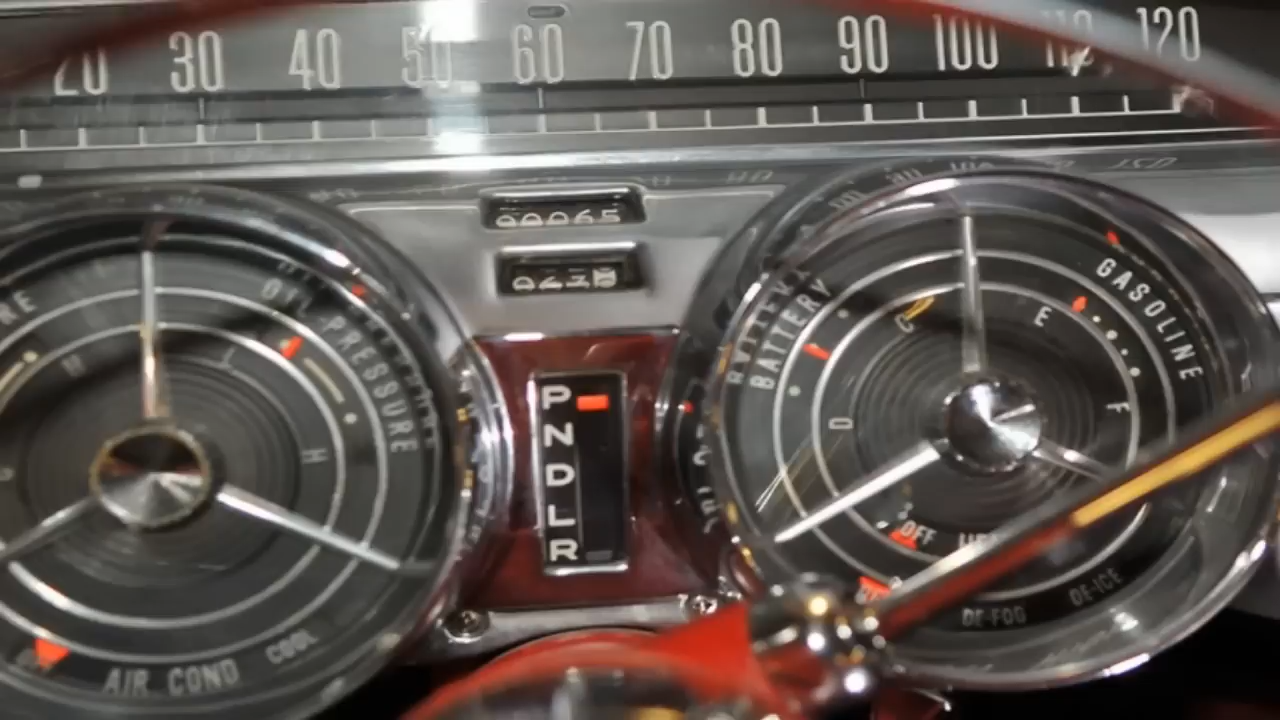 20 30 40 50 60 70 80 90 100 110 120
00065
OIL PRESSURE
H
AIR COND
COOL
P
N
D
L
R
BATTERY
C
D
GASOLINE
E
F
OFF
DE-FOG
DE-ICE